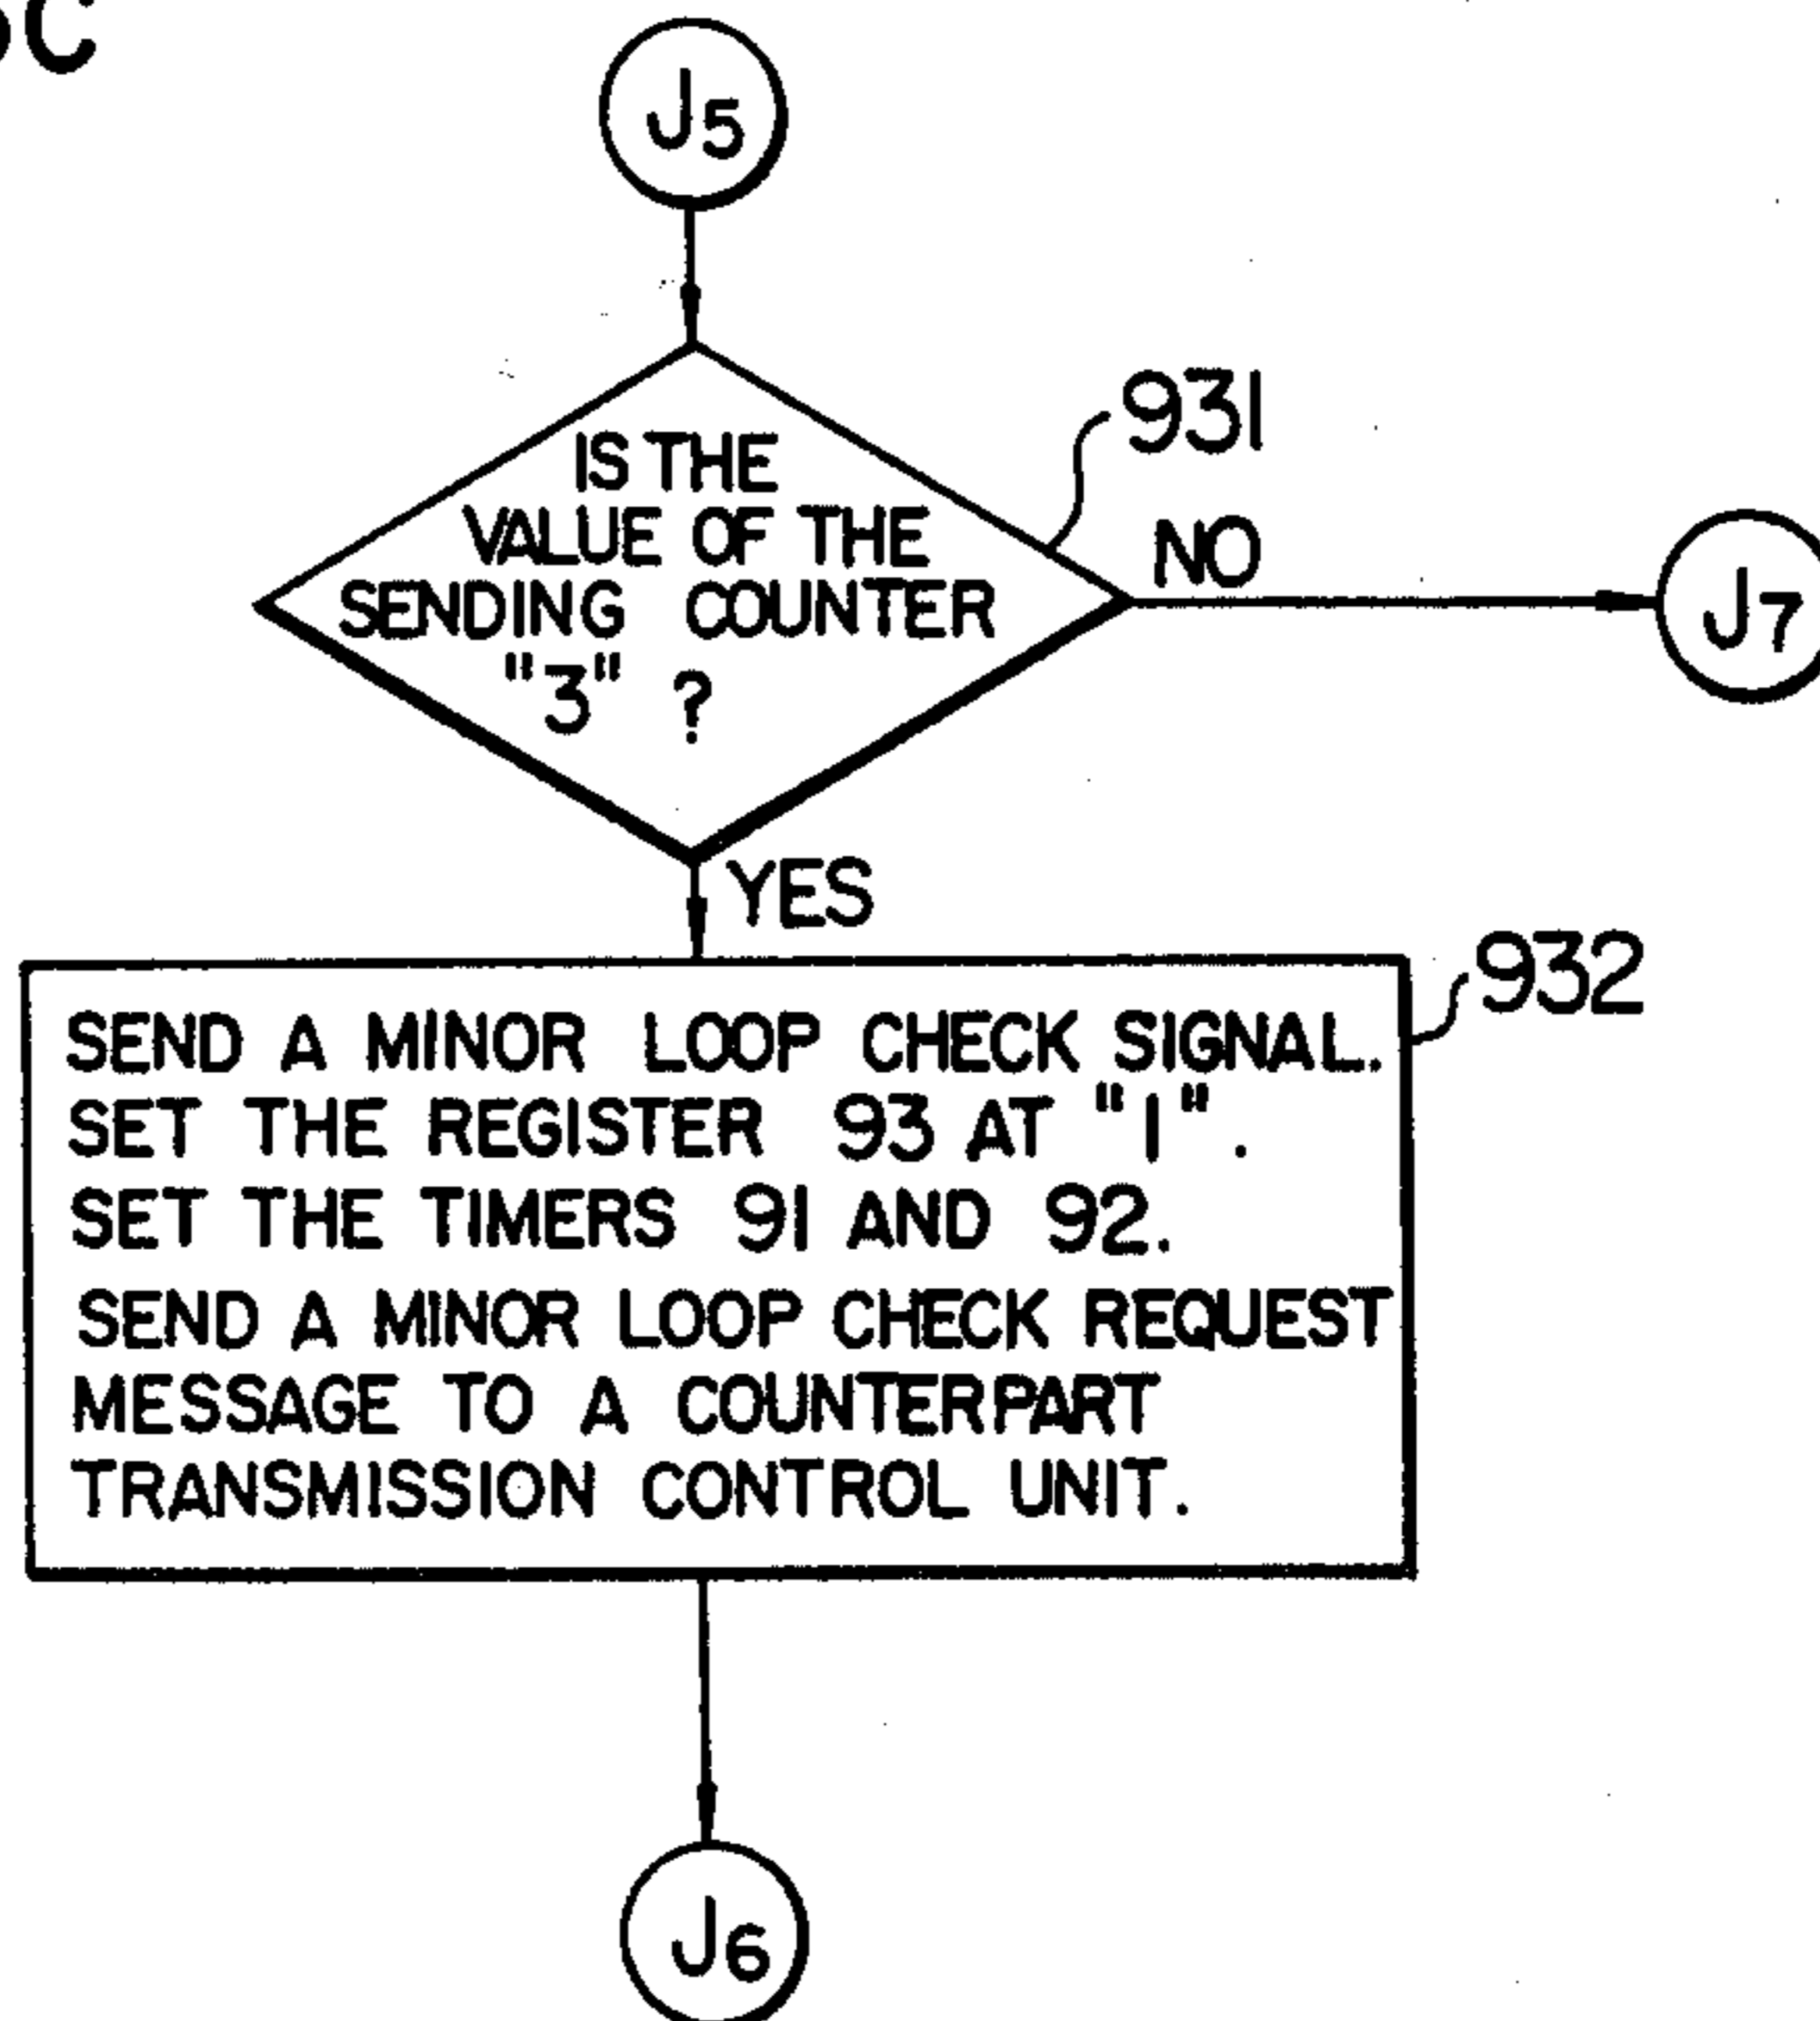 J5
931
IS THE
VALUE OF THE
SENDING COUNTER
"3" ?
NO
J7
YES
932
SEND A MINOR LOOP CHECK SIGNAL.
SET THE REGISTER 93 AT "1".
SET THE TIMERS 91 AND 92.
SEND A MINOR LOOP CHECK REQUEST
MESSAGE TO A COUNTERPART
TRANSMISSION CONTROL UNIT.
J6